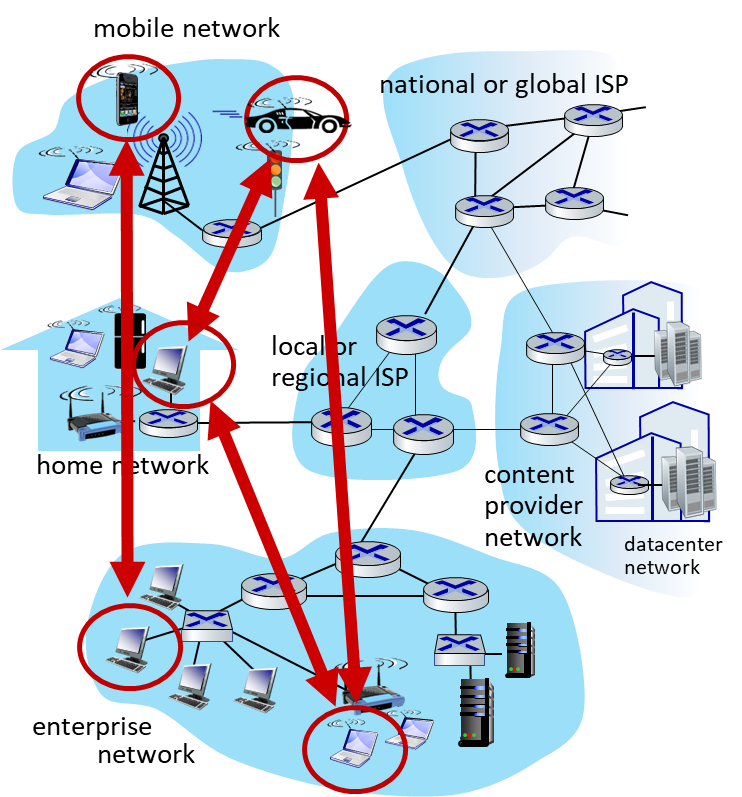 mobile network
national or global ISP
local or
regional ISP
home network
content
provider
network
datacenter
network
enterprise
network